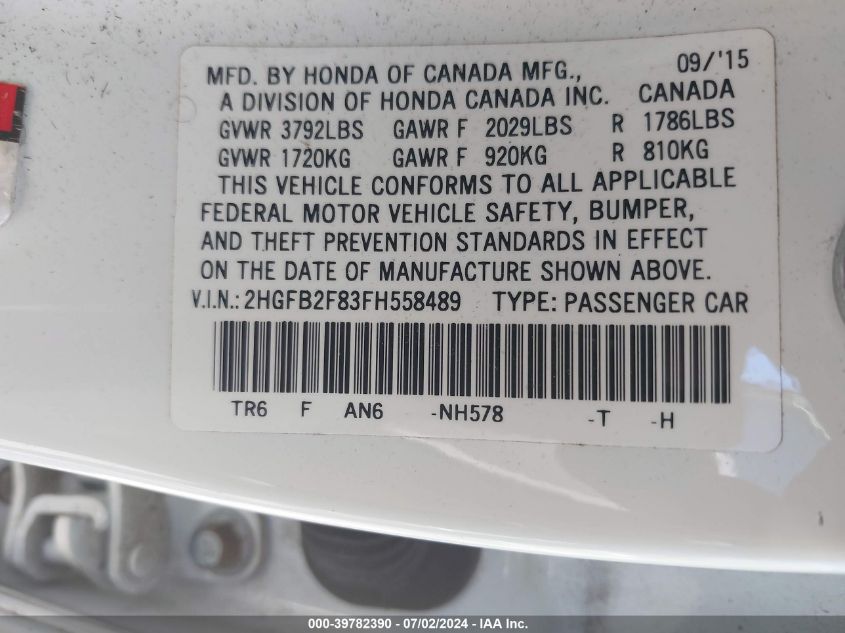 MFD. BY HONDA OF CANADA MFG., 09/'15
A DIVISION OF HONDA CANADA INC. CANADA
GVWR 3792LBS GAWR F 2029LBS R 1786LBS
GVWR 1720KG GAWR F 920KG R 810KG
THIS VEHICLE CONFORMS TO ALL APPLICABLE
FEDERAL MOTOR VEHICLE SAFETY, BUMPER,
AND THEFT PREVENTION STANDARDS IN EFFECT
ON THE DATE OF MANUFACTURE SHOWN ABOVE.
V.I.N.: 2HGFB2F83FH558489 TYPE: PASSENGER CAR
TR6 F AN6 -NH578 -T -H
000-39782390 - 07/02/2024 - IAA Inc.